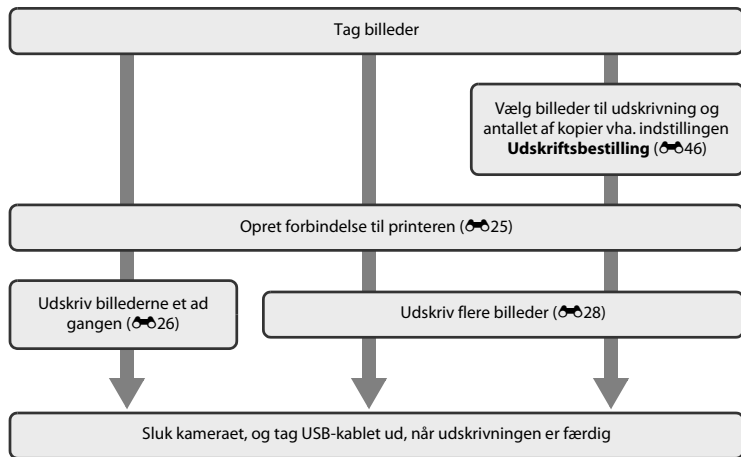 Tag billeder
Vælg billeder til udskrivning og
antallet af kopier vha. indstillingen
Udskriftsbestilling (46)
Opret forbindelse til printeren (25)
Udskriv billederne et ad
gangen (26)
Udskriv flere billeder (28)
Sluk kameraet, og tag USB-kablet ud, når udskrivningen er færdig